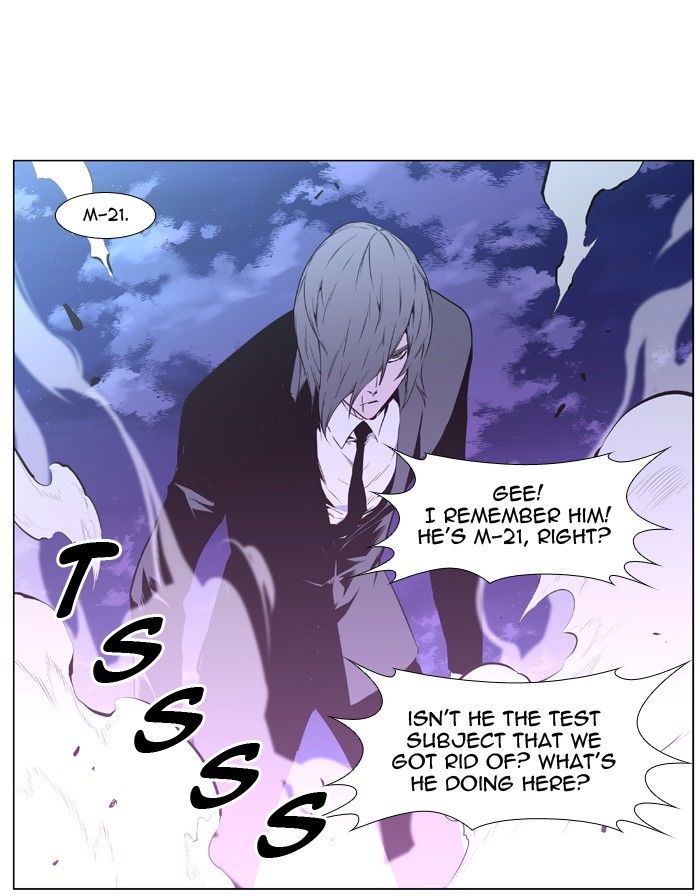 M-21.
GEE!
I REMEMBER HIM!
HE'S M-21, RIGHT?
TSSSS
ISN'T HE THE TEST
SUBJECT THAT WE
GOT RID OF? WHAT'S
HE DOING HERE?